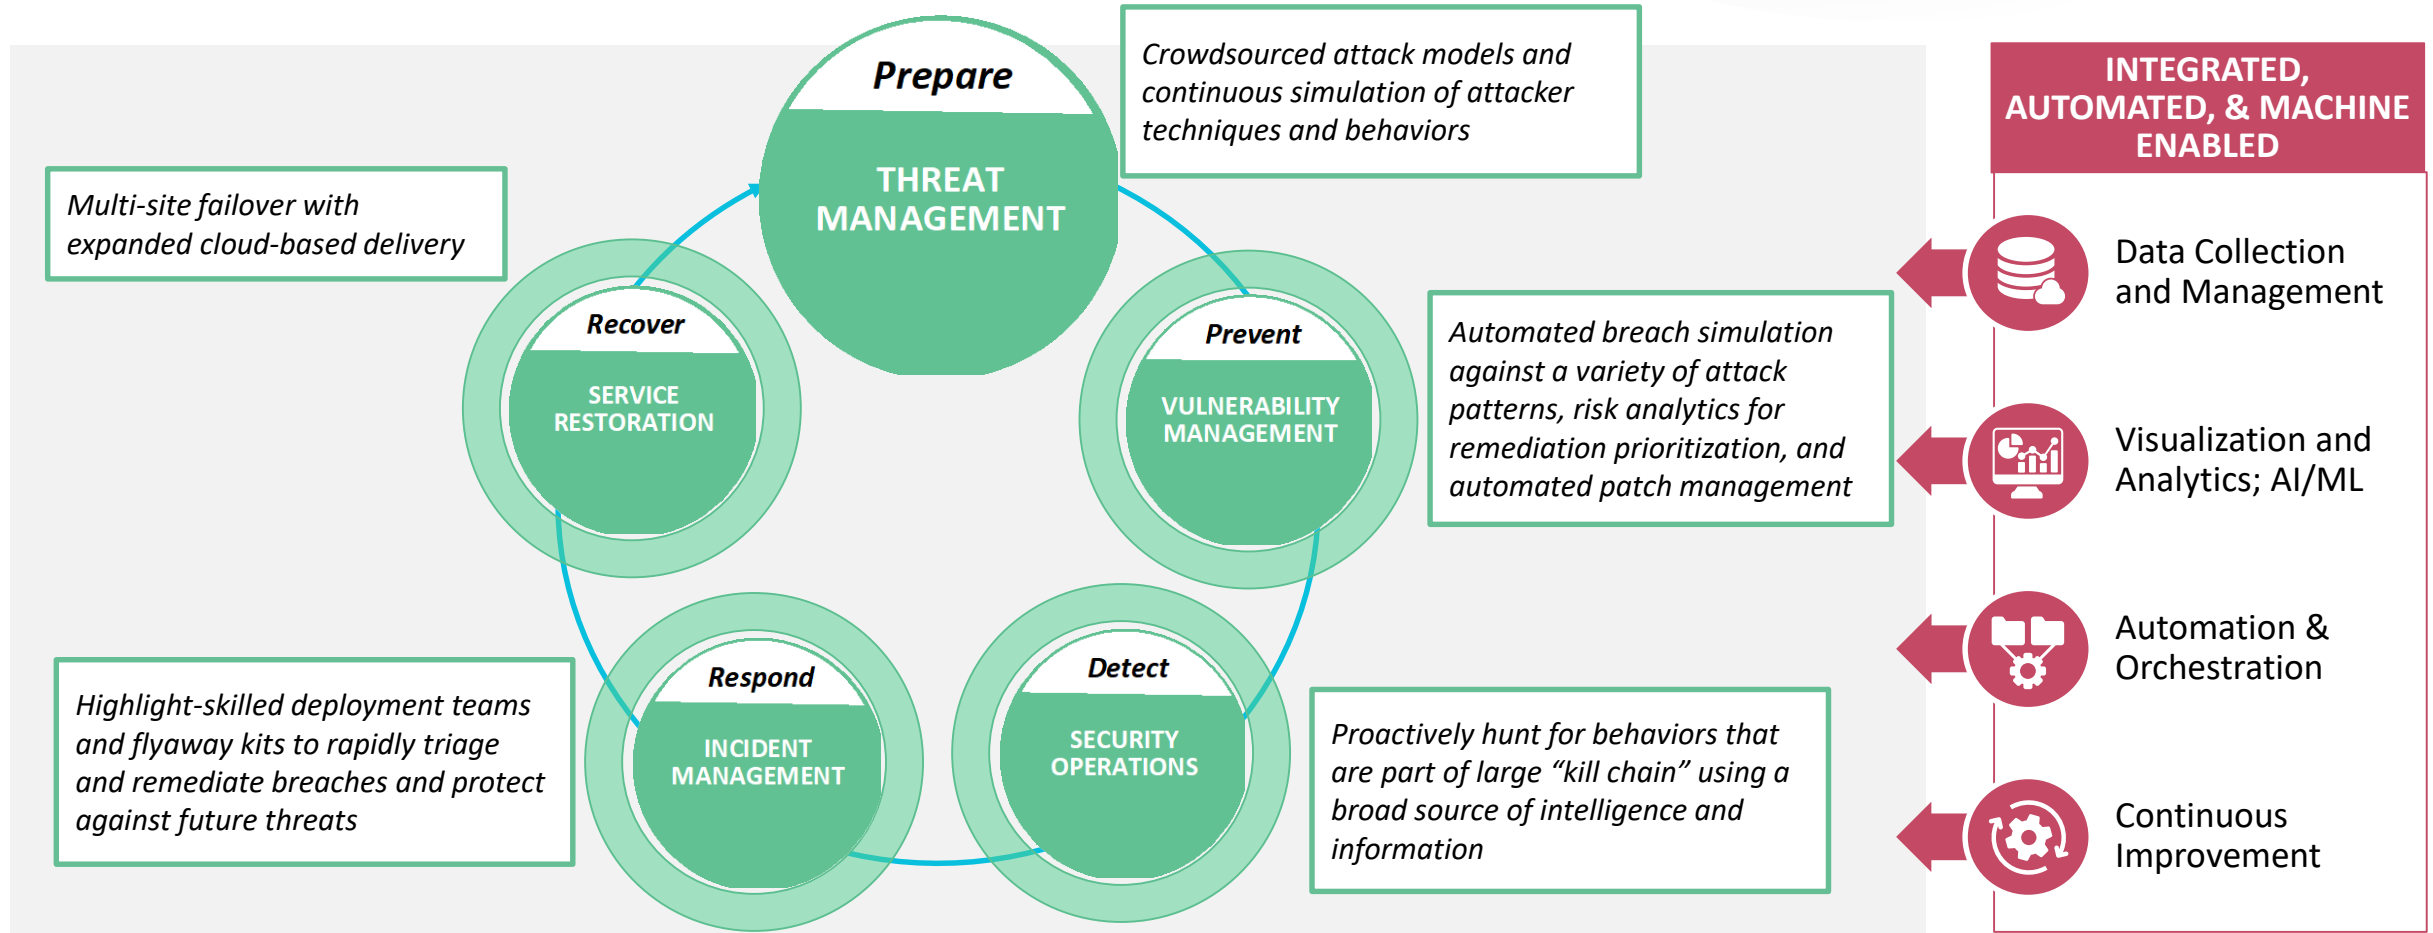 Prepare
THREAT
MANAGEMENT
Crowdsourced attack models and
continuous simulation of attacker
techniques and behaviors
Multi-site failover with
expanded cloud-based delivery
Recover
SERVICE
RESTORATION
Prevent
VULNERABILITY
MANAGEMENT
Automated breach simulation
against a variety of attack
patterns, risk analytics for
remediation prioritization, and
automated patch management
Highlight-skilled deployment teams
and flyaway kits to rapidly triage
and remediate breaches and protect
against future threats
Respond
INCIDENT
MANAGEMENT
Detect
SECURITY
OPERATIONS
Proactively hunt for behaviors that
are part of large “kill chain” using a
broad source of intelligence and
information
INTEGRATED,
AUTOMATED, & MACHINE
ENABLED
Data Collection
and Management
Visualization and
Analytics; AI/ML
Automation &
Orchestration
Continuous
Improvement